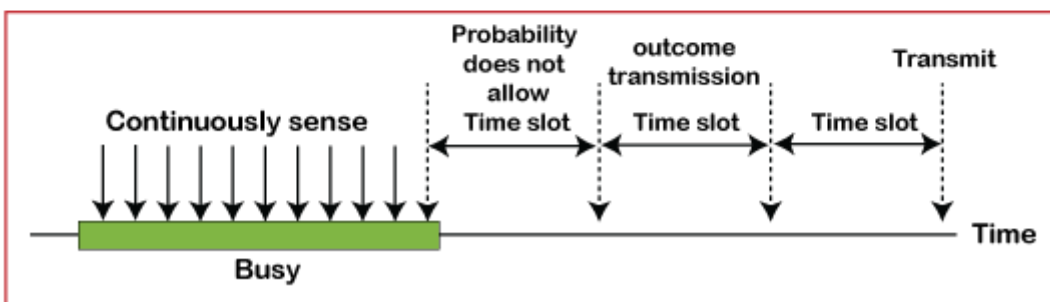 Probability
does not
allow
outcome
transmission
Transmit
Continuously sense
Time slot
Time slot
Time slot
Time
Busy